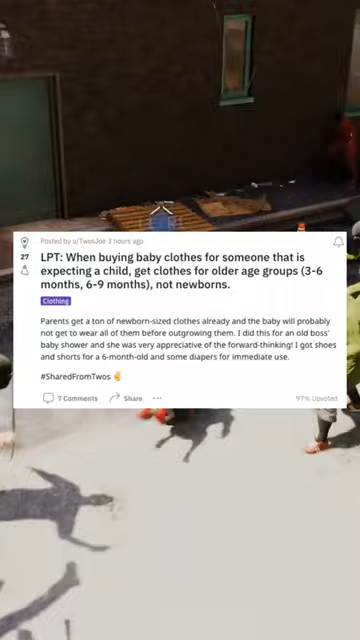 Posted by u/TwosJoe 3 hours ago
27
LPT: When buying baby clothes for someone that is
expecting a child, get clothes for older age groups (3-6
months, 6-9 months), not newborns.
Clothing
Parents get a ton of newborn-sized clothes already and the baby will probably
not get to wear all of them before outgrowing them. I did this for an old boss'
baby shower and she was very appreciative of the forward-thinking! I got shoes
and shorts for a 6-month-old and some diapers for immediate use.
#SharedFromTwos ✌️
7 Comments Share ••• 97% Upvoted